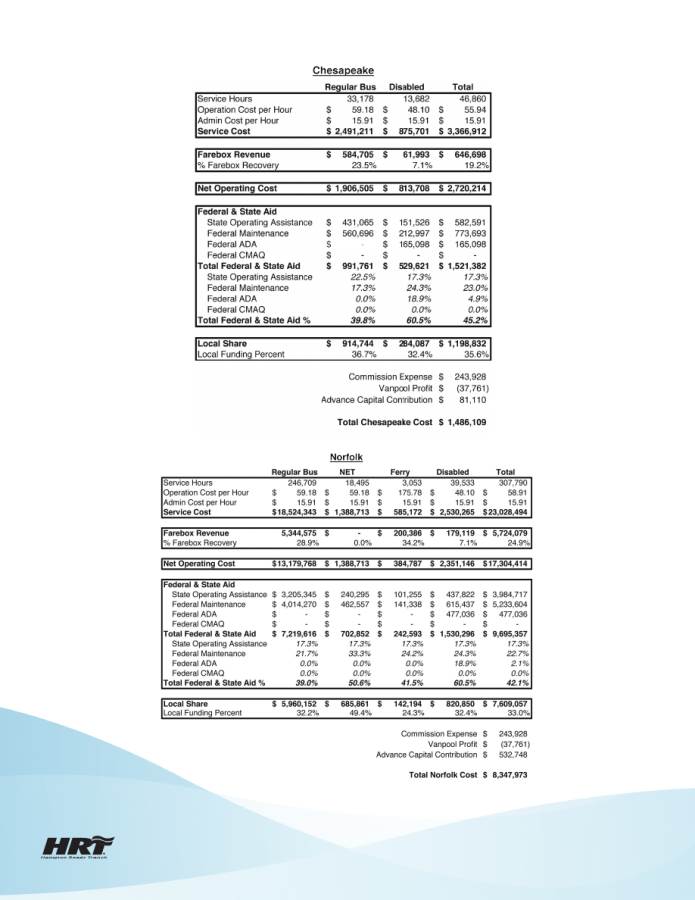 Chesapeake
Regular Bus Disabled Total
Service Hours 33,178 13,682 46,860
Operation Cost per Hour $ 59.18 $ 48.10 $ 55.94
Admin Cost per Hour $ 15.91 $ 15.91 $ 15.91
Service Cost $ 2,491,211 $ 875,701 $ 3,366,912
Farebox Revenue $ 584,705 $ 61,993 $ 646,698
% Farebox Recovery 23.5% 7.1% 19.2%
Net Operating Cost $ 1,906,505 $ 813,708 $ 2,720,214
Federal & State Aid
State Operating Assistance $ 431,065 $ 151,526 $ 582,591
Federal Maintenance $ 560,696 $ 212,997 $ 773,693
Federal ADA $ - $ 165,098 $ 165,098
Federal CMAQ $ - $ - $ -
Total Federal & State Aid $ 991,761 $ 529,621 $ 1,521,382
State Operating Assistance 22.5% 17.3% 17.3%
Federal Maintenance 17.3% 24.3% 23.0%
Federal ADA 0.0% 18.9% 4.9%
Federal CMAQ 0.0% 0.0% 0.0%
Total Federal & State Aid % 39.8% 60.5% 45.2%
Local Share $ 914,744 $ 284,087 $ 1,198,832
Local Funding Percent 36.7% 32.4% 35.6%
Commission Expense $ 243,928
Vanpool Profit $ (37,761)
Advance Capital Contribution $ 81,110
Total Chesapeake Cost $ 1,486,109
Norfolk
Regular Bus NET Ferry Disabled Total
Service Hours 246,709 18,495 3,053 39,533 307,790
Operation Cost per Hour $ 59.18 $ 59.18 $ 175.78 $ 48.10 $ 58.91
Admin Cost per Hour $ 15.91 $ 15.91 $ 15.91 $ 15.91 $ 15.91
Service Cost $18,524,343 $ 1,388,713 $ 585,172 $ 2,530,265 $23,028,494
Farebox Revenue 5,344,575 $ - $ 200,386 $ 179,119 $ 5,724,079
% Farebox Recovery 28.9% 0.0% 34.2% 7.1% 24.9%
Net Operating Cost $13,179,768 $ 1,388,713 $ 384,787 $ 2,351,146 $17,304,414
Federal & State Aid
State Operating Assistance $ 3,205,345 $ 240,295 $ 101,255 $ 437,822 $ 3,984,717
Federal Maintenance $ 4,014,270 $ 462,557 $ 141,338 $ 615,437 $ 5,233,604
Federal ADA $ - $ - $ - $ 477,036 $ 477,036
Federal CMAQ $ - $ - $ - $ - $ -
Total Federal & State Aid $ 7,219,616 $ 702,852 $ 242,593 $ 1,530,296 $ 9,695,357
State Operating Assistance 17.3% 17.3% 17.3% 17.3% 17.3%
Federal Maintenance 21.7% 33.3% 24.2% 24.3% 22.7%
Federal ADA 0.0% 0.0% 0.0% 18.9% 2.1%
Federal CMAQ 0.0% 0.0% 0.0% 0.0% 0.0%
Total Federal & State Aid % 39.0% 50.6% 41.5% 60.5% 42.1%
Local Share $ 5,960,152 $ 685,861 $ 142,194 $ 820,850 $ 7,609,057
Local Funding Percent 32.2% 49.4% 24.3% 32.4% 33.0%
Commission Expense $ 243,928
Vanpool Profit $ (37,761)
Advance Capital Contribution $ 532,748
Total Norfolk Cost $ 8,347,973
HRT
Hampton Roads Transit